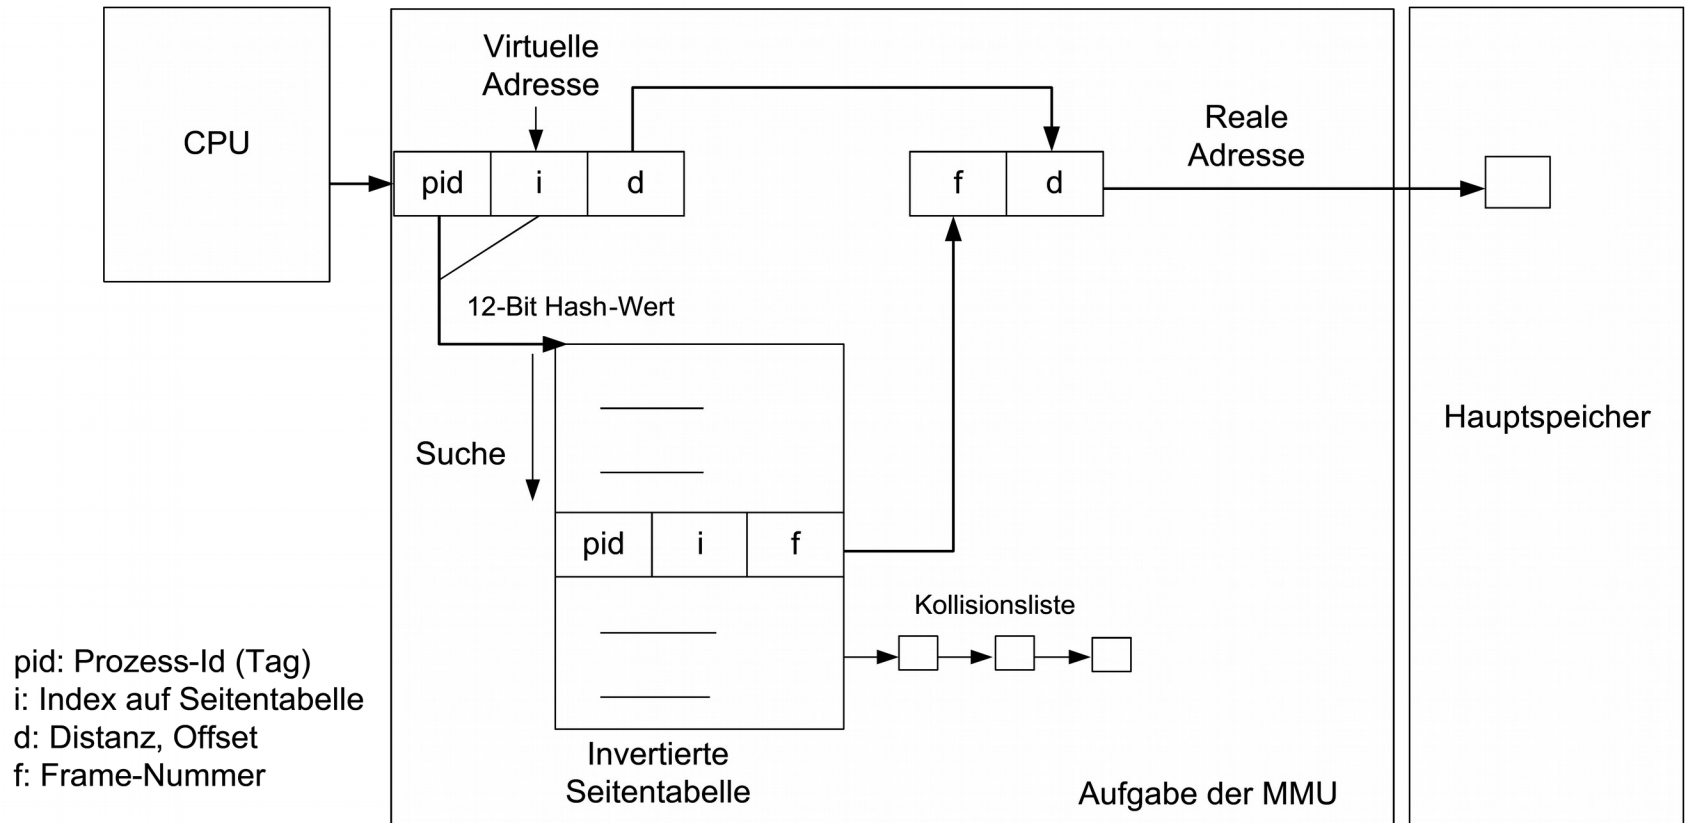 CPU
Virtuelle
Adresse
pid i d
f d
Reale
Adresse
12-Bit Hash-Wert
Suche
pid i f
Kollisionsliste
Invertierte
Seitentabelle
Aufgabe der MMU
Hauptspeicher
pid: Prozess-Id (Tag)
i: Index auf Seitentabelle
d: Distanz, Offset
f: Frame-Nummer